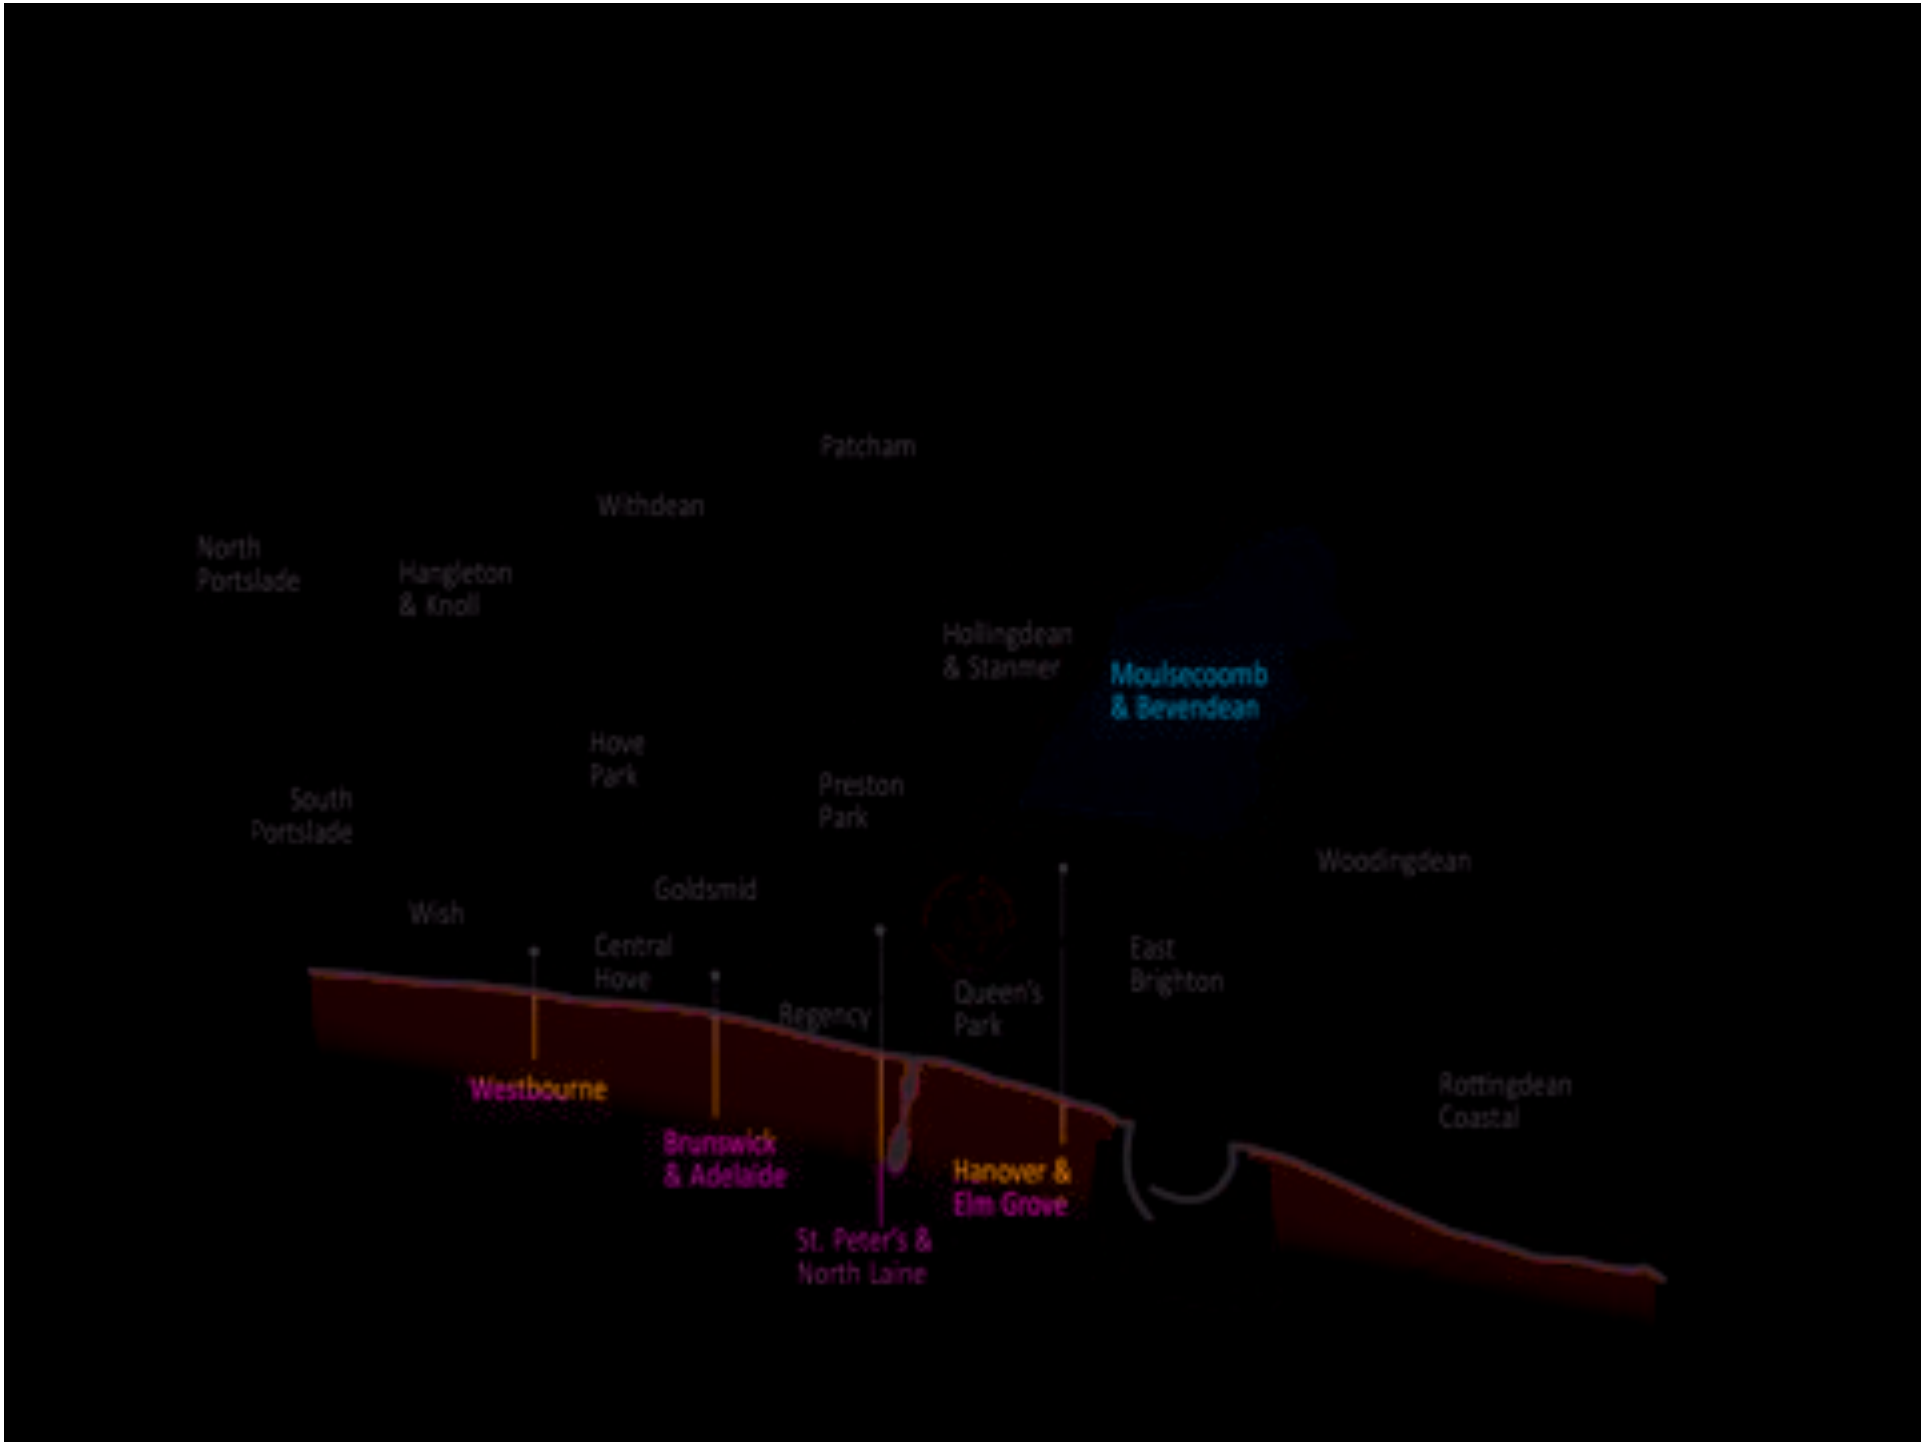 Patcham
Withdean
North
Portslade
Hangleton
& Knoll
Hollingdean
& Stanmer
Moulsecoomb
& Bevendean
Hove
Park
Preston
Park
South
Portslade
Woodingdean
Goldsmid
Wish
Central
Hove
East
Brighton
Queen's
Park
Regency
Westbourne
Rottingdean
Coastal
Brunswick
& Adelaide
Hanover &
Elm Grove
St. Peter's &
North Laine